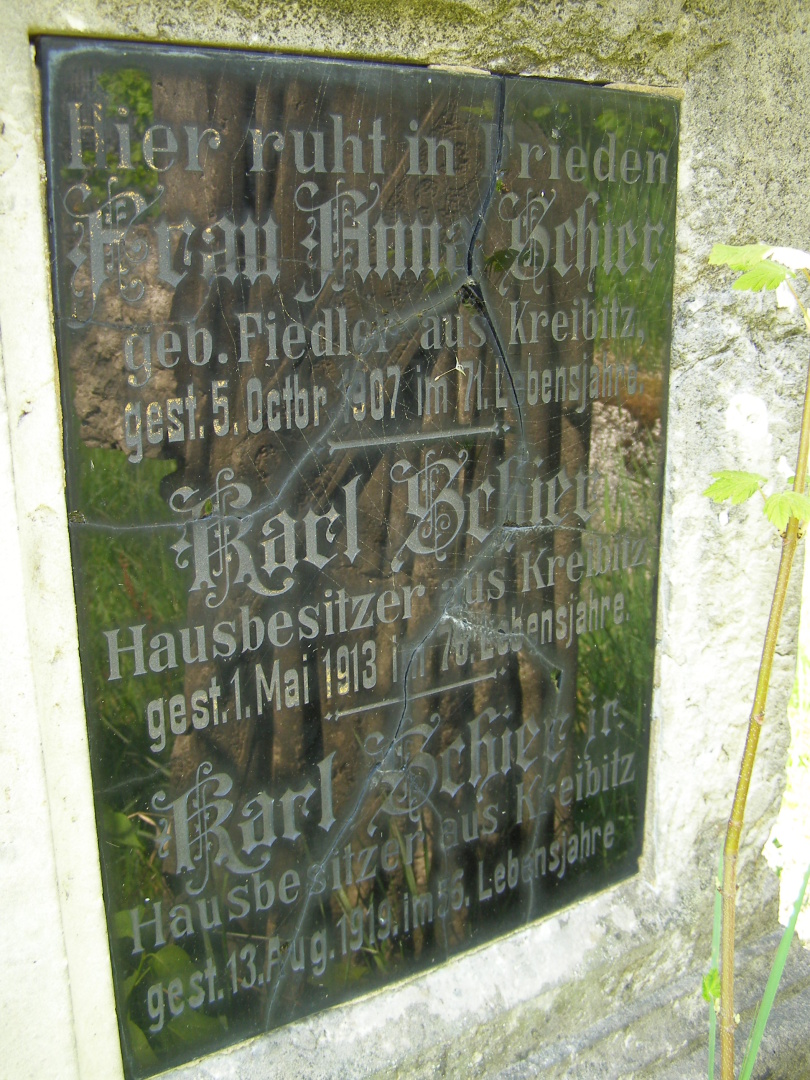 Hier ruht in Frieden
Frau Anna Schier
geb. Fiedler aus Kreibitz,
gest. 5. Octbr 1907 im 71. Lebensjahre.
Karl Schier
Hausbesitzer aus Kreibitz
gest. 1. Mai 1913 im Lebensjahre.
Karl Schier jr.
Hausbesitzer aus Kreibitz
gest. 13. Aug. 1919. im 56. Lebensjahre